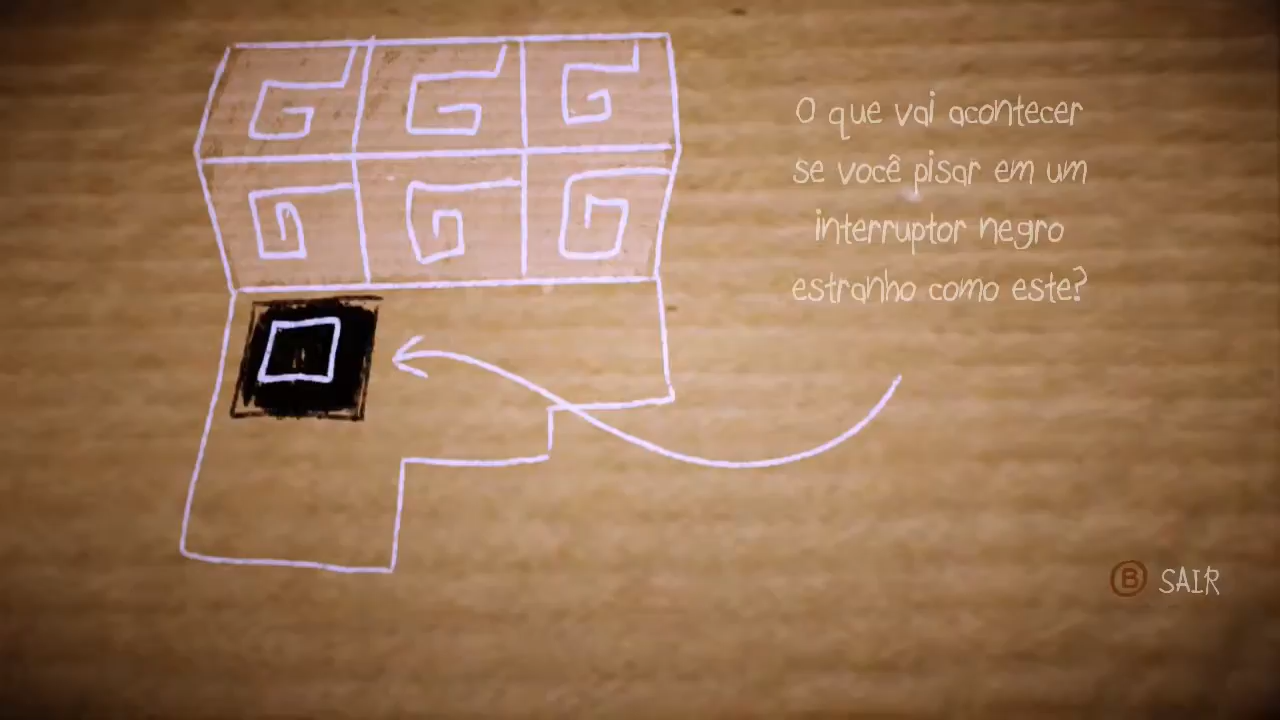 O que vai acontecer
se você pisar em um
interruptor negro
estranho como este?
B SAIR